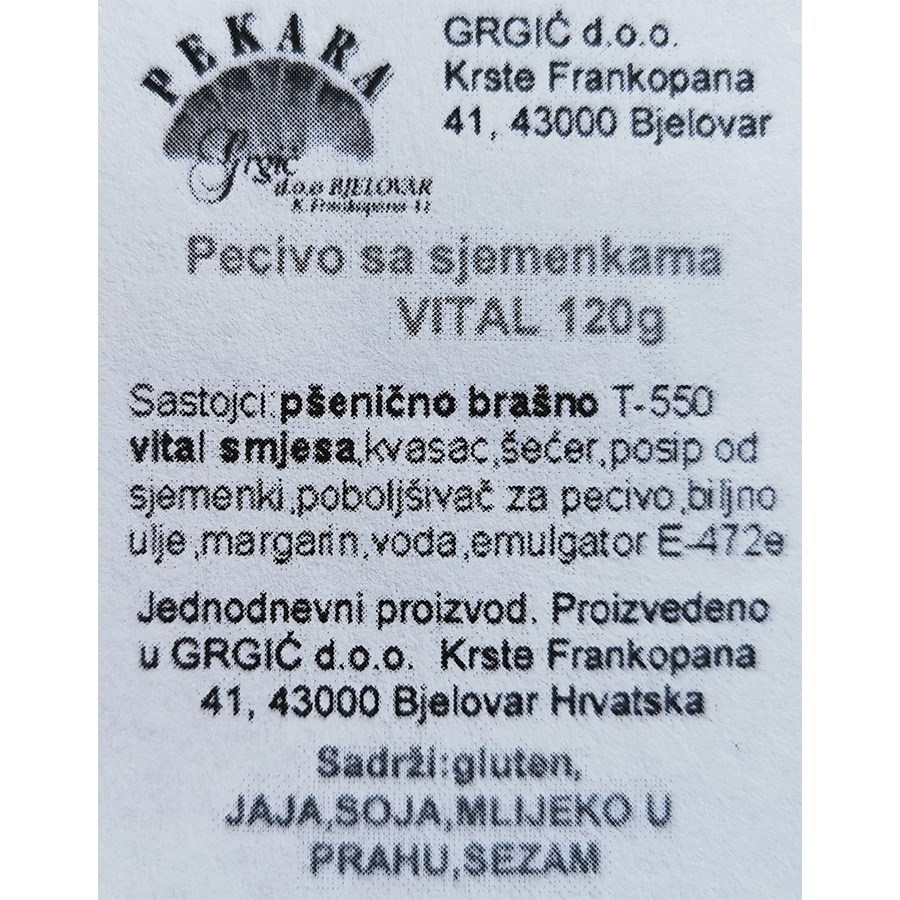 PEKARA
Grgić
d.o.o BJELOVAR
K. Frankopana 41
GRGIĆ d.o.o.
Krste Frankopana
41, 43000 Bjelovar
Pecivo sa sjemenkama
VITAL 120g
Sastojci:pšenično brašno T-550
vital smjesa,kvasac,šećer,posip od
sjemenki,poboljšivač za pecivo,biljno
ulje,margarin,voda,emulgator E-472e
Jednodnevni proizvod. Proizvedeno
u GRGIĆ d.o.o. Krste Frankopana
41, 43000 Bjelovar Hrvatska
Sadrži:gluten,
JAJA,SOJA,MLIJEKO U
PRAHU,SEZAM